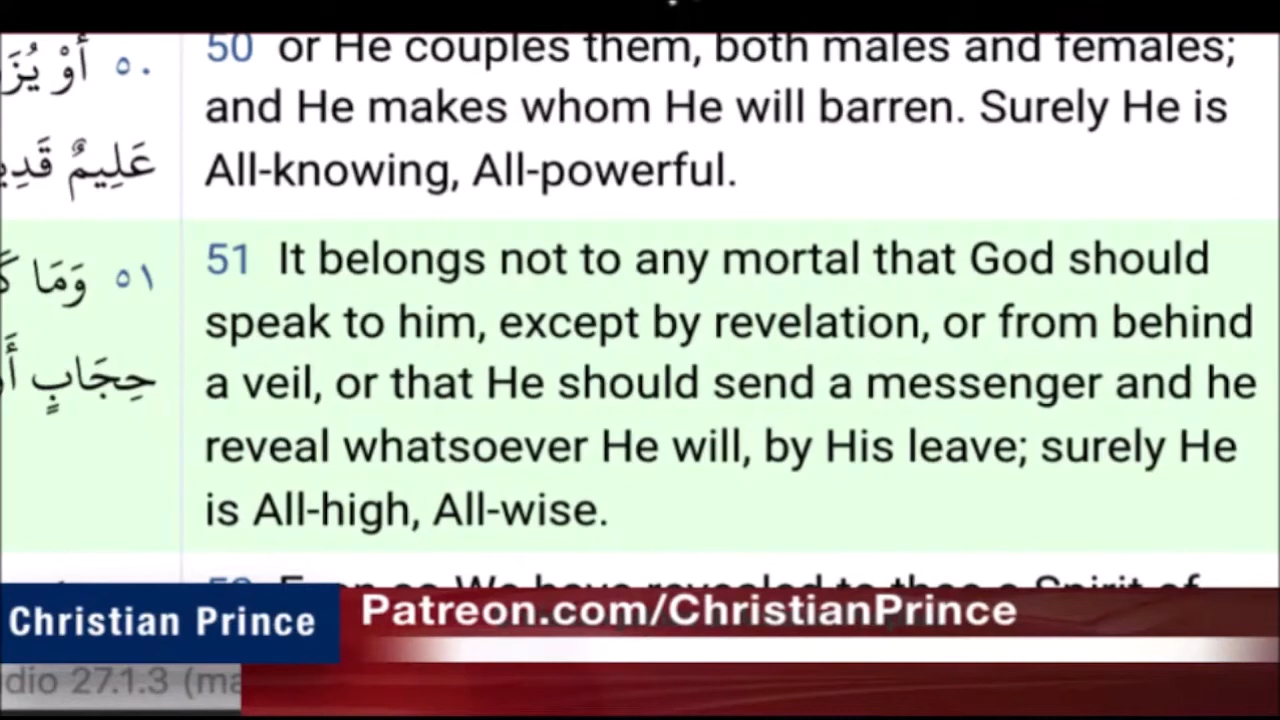 50 or He couples them, both males and females;
and He makes whom He will barren. Surely He is
All-knowing, All-powerful.
٥٠ أَوْ
عَلِيمٌ
51 It belongs not to any mortal that God should
speak to him, except by revelation, or from behind
a veil, or that He should send a messenger and he
reveal whatsoever He will, by His leave; surely He
is All-high, All-wise.
٥١ وَمَا
حِجَابٍ
Christian Prince
Patreon.com/ChristianPrince
27.1.3